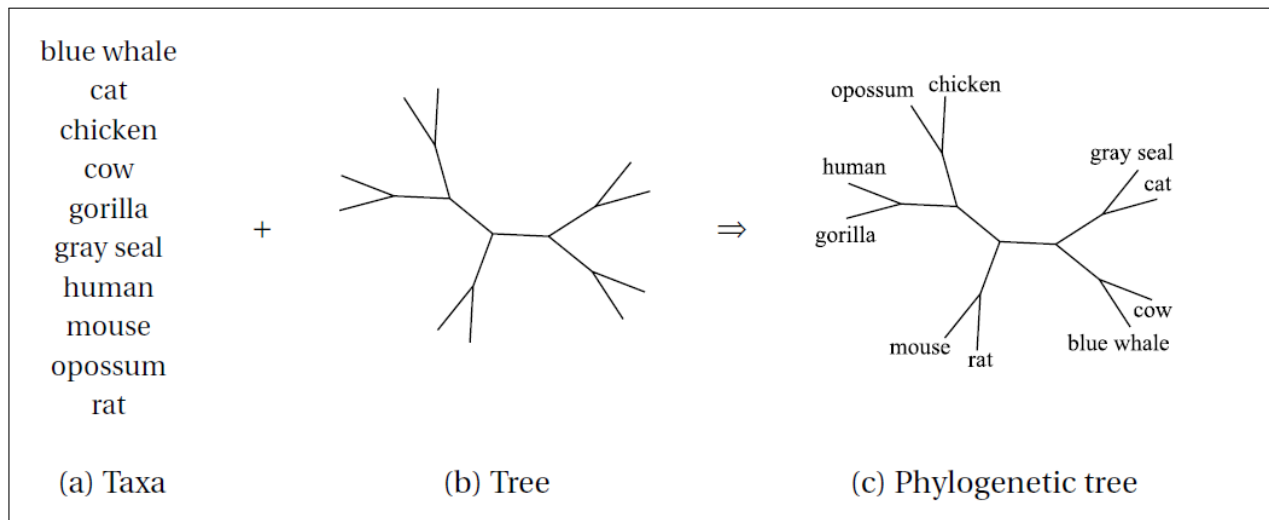 blue whale
cat
chicken
cow
gorilla
gray seal
human
mouse
opossum
rat
+
⇒
opossum
chicken
human
gorilla
gray seal
cat
cow
blue whale
mouse
rat
(a) Taxa
(b) Tree
(c) Phylogenetic tree